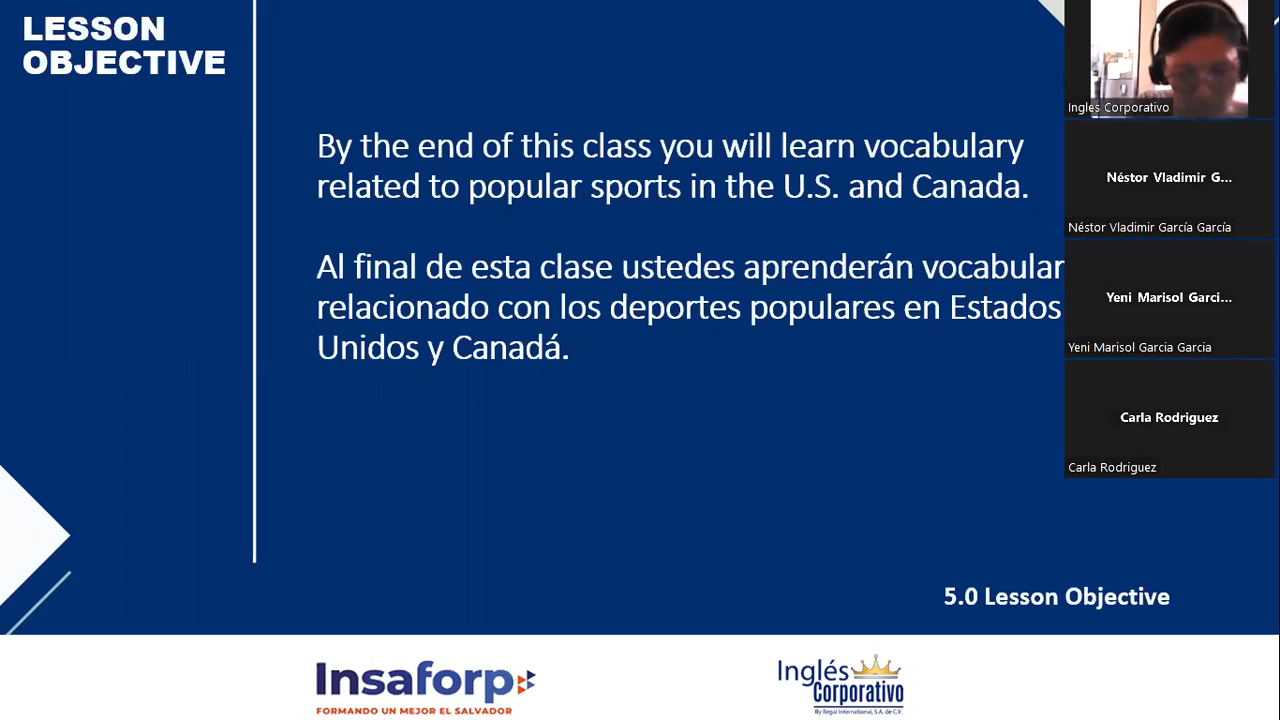 LESSON
OBJECTIVE
By the end of this class you will learn vocabulary
related to popular sports in the U.S. and Canada.
Al final de esta clase ustedes aprenderán vocabular
relacionado con los deportes populares en Estados
Unidos y Canadá.
5.0 Lesson Objective
Insaforp
FORMANDO UN MEJOR EL SALVADOR
Inglés
Corporativo
By Regal International, S.A. de C.V.
Ingles Corporativo
Néstor Vladimir G...
Néstor Vladimir García García
Yeni Marisol Garci...
Yeni Marisol Garcia Garcia
Carla Rodriguez
Carla Rodriguez